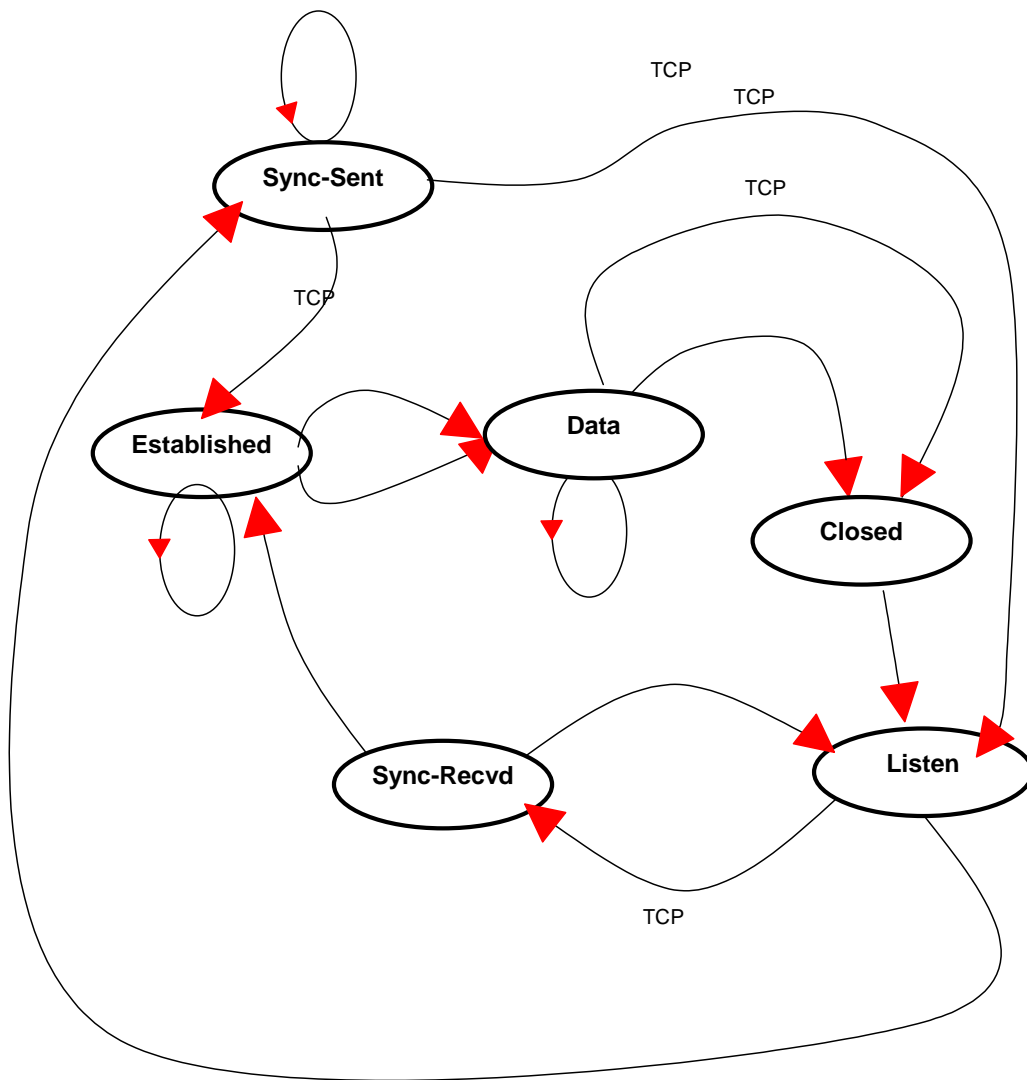 TCP
TCP
Sync-Sent
TCP
TCP
Data
Established
Closed
Listen
Sync-Recvd
TCP